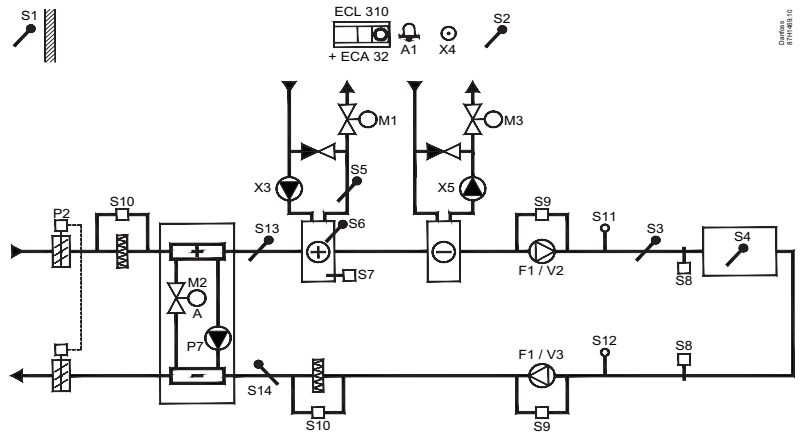 S1
ECL 310
+ ECA 32
A1
X4
S2
Danfoss
87H1469.10
M1
M3
S5
X3
X5
P2
S10
S13
S6
S9
S11
S3
S4
S7
F1 / V2
S8
M2
A
P7
S14
S10
F1 / V3
S12
S8
S9